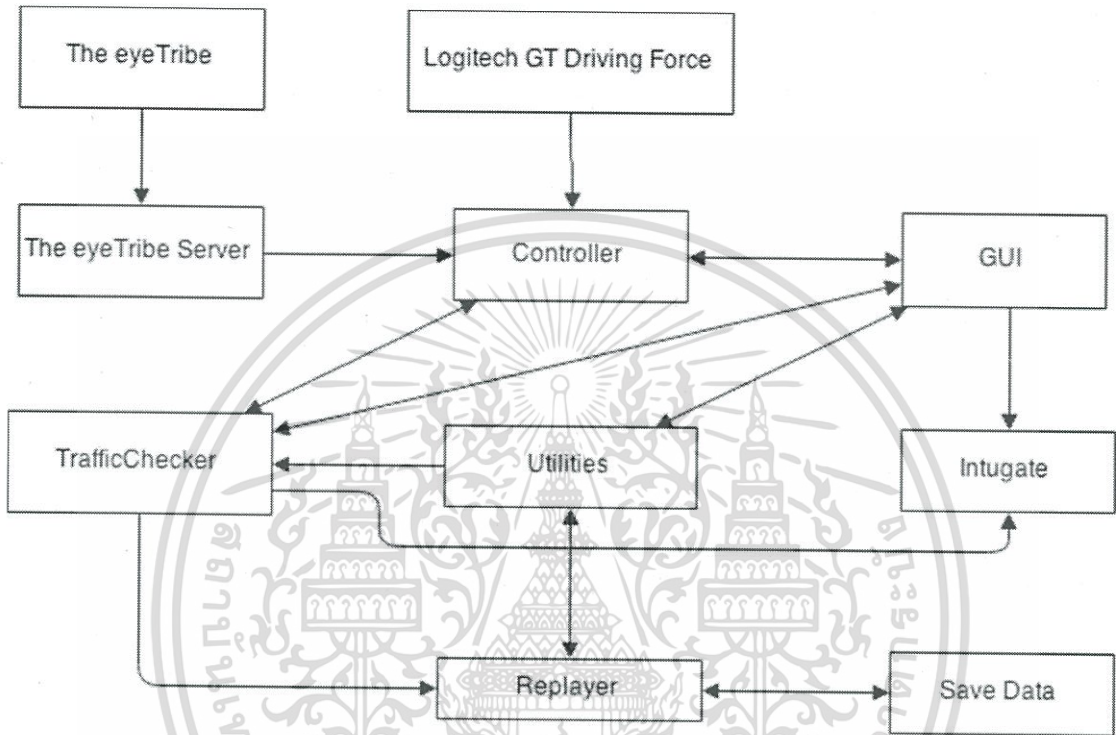 The eyeTribe
Logitech GT Driving Force
The eyeTribe Server
Controller
GUI
TrafficChecker
Utilities
Intugate
Replayer
Save Data